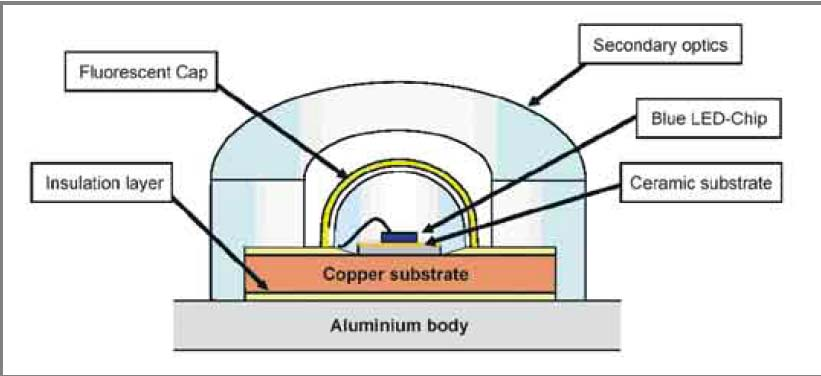 Secondary optics
Fluorescent Cap
Blue LED-Chip
Insulation layer
Ceramic substrate
Copper substrate
Aluminium body